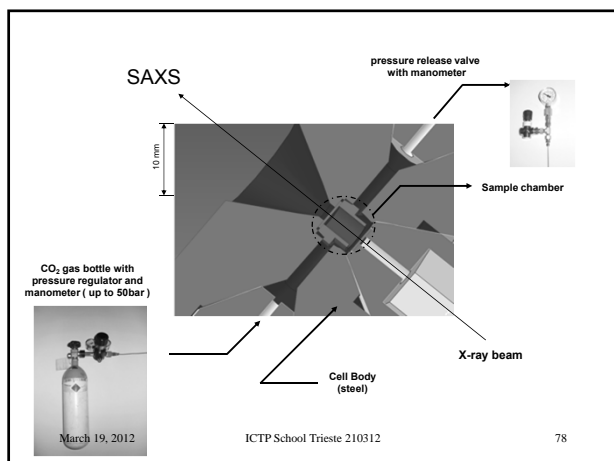 pressure release valve
with manometer
SAXS
10 mm
Sample chamber
CO₂ gas bottle with
pressure regulator and
manometer ( up to 50bar )
X-ray beam
Cell Body
(steel)
March 19, 2012
ICTP School Trieste 210312
78